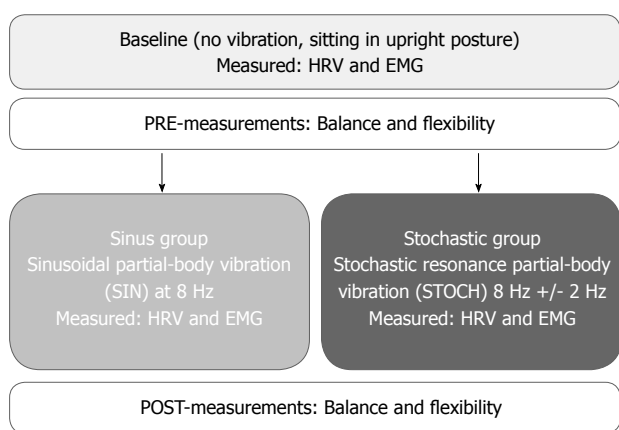 Baseline (no vibration, sitting in upright posture)
Measured: HRV and EMG
PRE-measurements: Balance and flexibility
Sinus group
Sinusoidal partial-body vibration
(SIN) at 8 Hz
Measured: HRV and EMG
Stochastic group
Stochastic resonance partial-body
vibration (STOCH) 8 Hz +/- 2 Hz
Measured: HRV and EMG
POST-measurements: Balance and flexibility